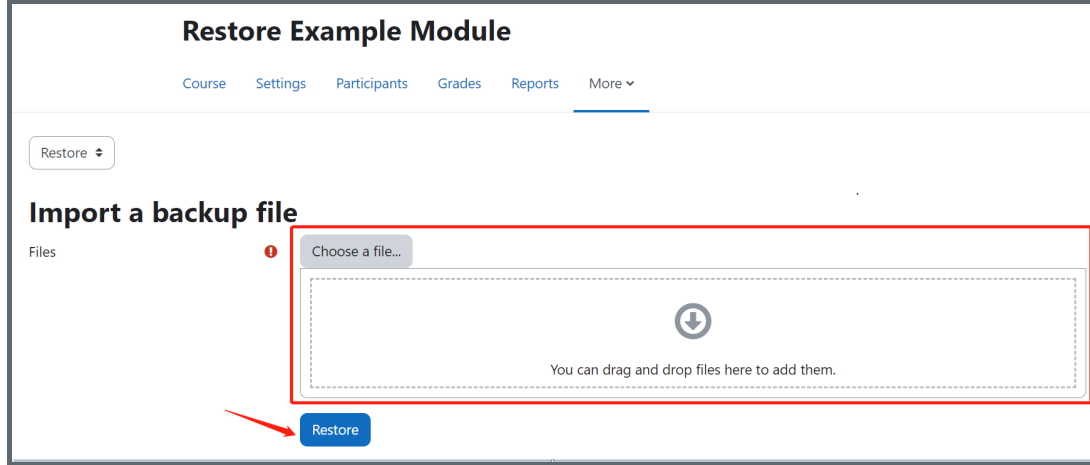 Restore Example Module
Course Settings Participants Grades Reports More
Restore
Import a backup file
Files
Choose a file...
You can drag and drop files here to add them.
Restore